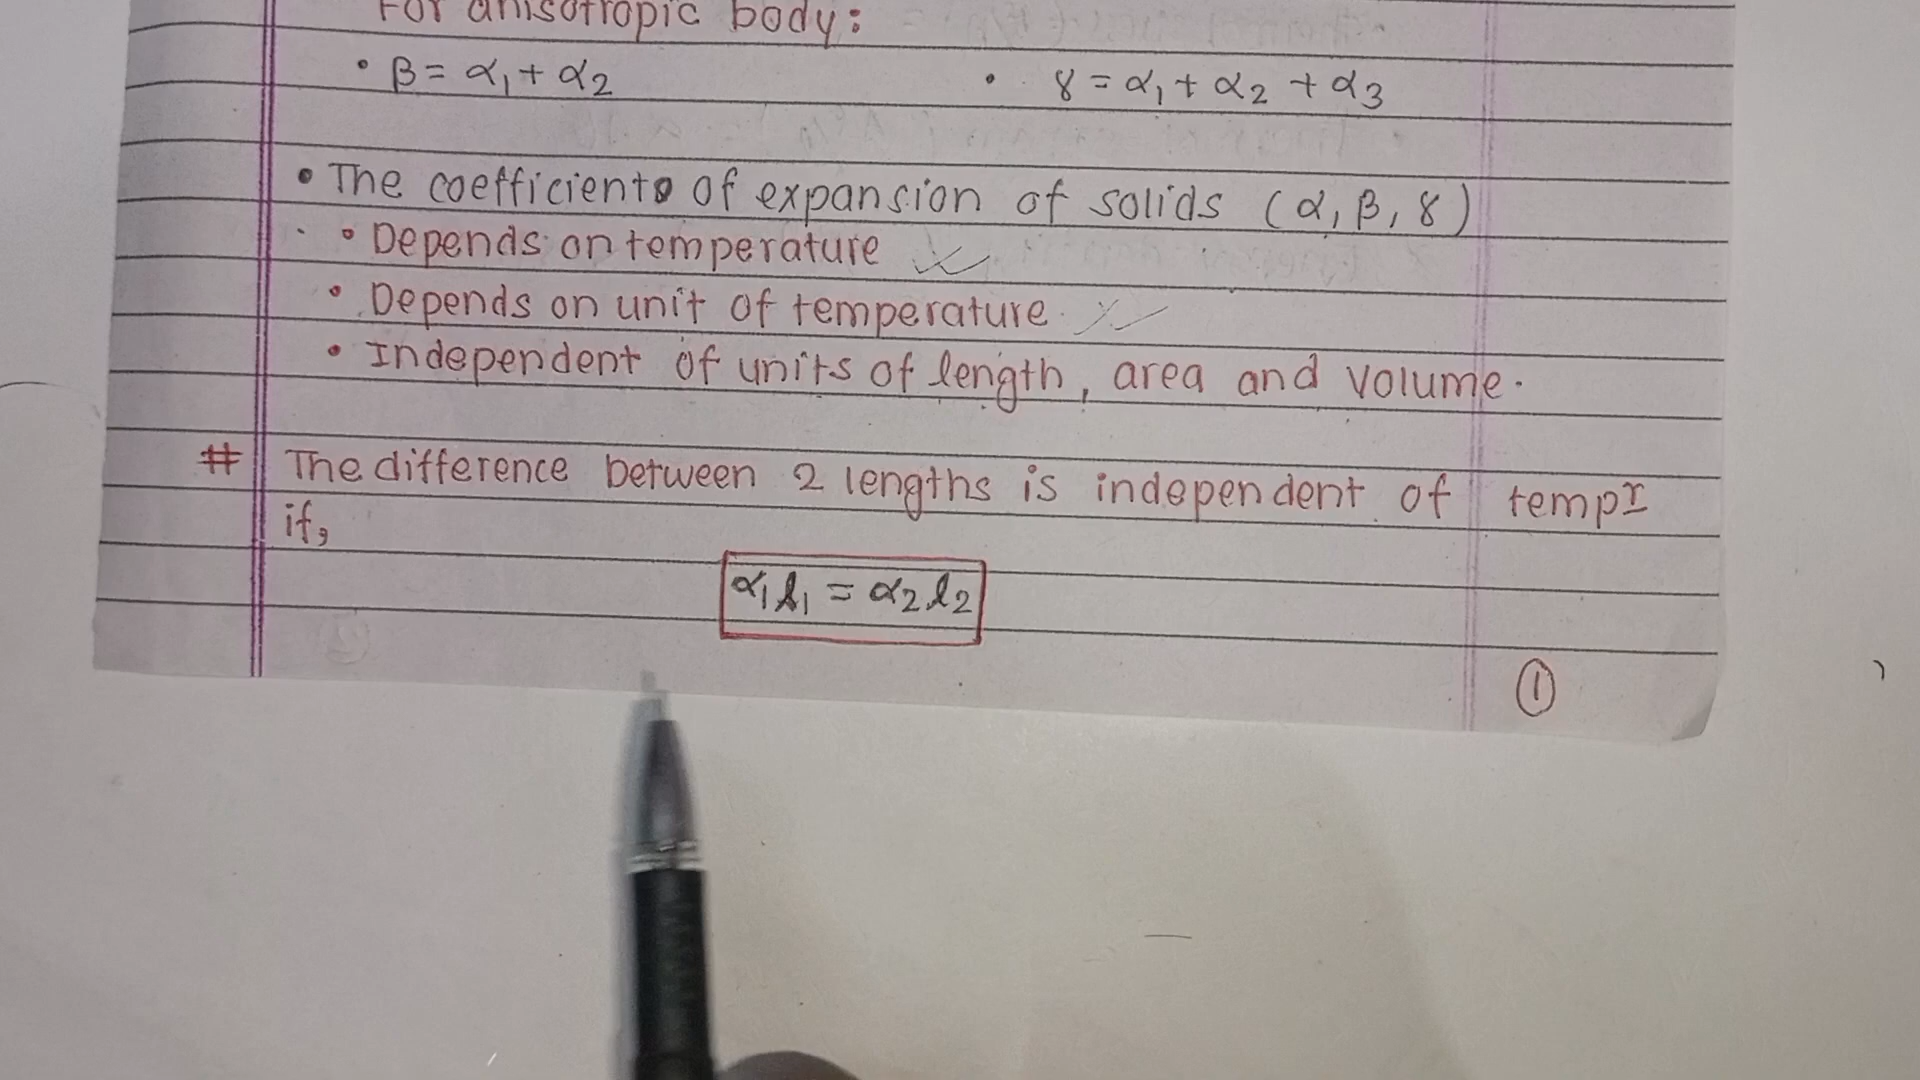 For anisotropic body:
• β = α₁ + α₂ • γ = α₁ + α₂ + α₃
• The coefficients of expansion of solids (α, β, γ)
• Depends on temperature
• Depends on unit of temperature
• Independent of units of length, area and volume.
# The difference between 2 lengths is independent of tempr
if,
α₁l₁ = α₂l₂
1